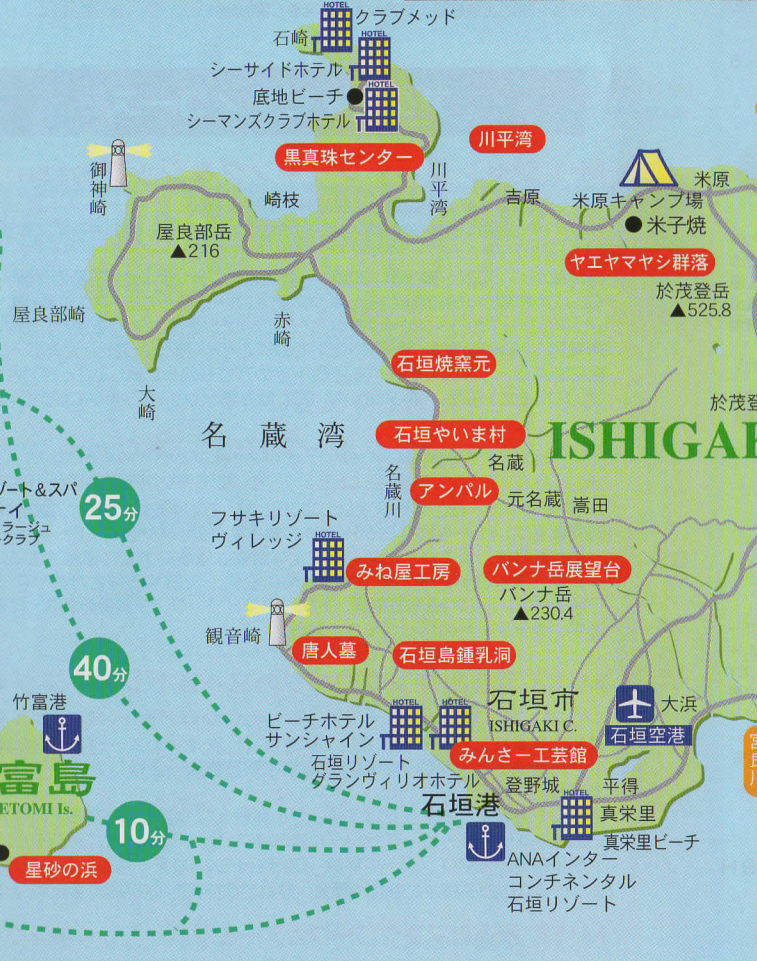 HOTEL
クラブメッド
石崎
HOTEL
シーサイドホテル
底地ビーチ
HOTEL
シーマンズクラブホテル
川平湾
黒真珠センター
御神崎
川平湾
崎枝
吉原
米原キャンプ場
米原
米子焼
屋良部岳
▲216
ヤエヤマヤシ群落
於茂登岳
▲525.8
屋良部崎
赤崎
石垣焼窯元
大崎
於茂登
名蔵湾
石垣やいま村
ISHIGAK
名蔵
名蔵川
アンパル
元名蔵
嵩田
ゾート&スパ
ーイ
ラージュ
クラブ
25分
フサキリゾート
ヴィレッジ
HOTEL
みね屋工房
バンナ岳展望台
バンナ岳
▲230.4
観音崎
唐人墓
石垣島鍾乳洞
40分
竹富港
石垣市
ISHIGAKI C.
大浜
石垣空港
HOTEL
HOTEL
ビーチホテル
サンシャイン
石垣リゾート
グランヴィリオホテル
みんさー工芸館
富島
ETOMI Is.
石垣港
登野城
平得
HOTEL
真栄里
真栄里ビーチ
10分
星砂の浜
ANAインター
コンチネンタル
石垣リゾート